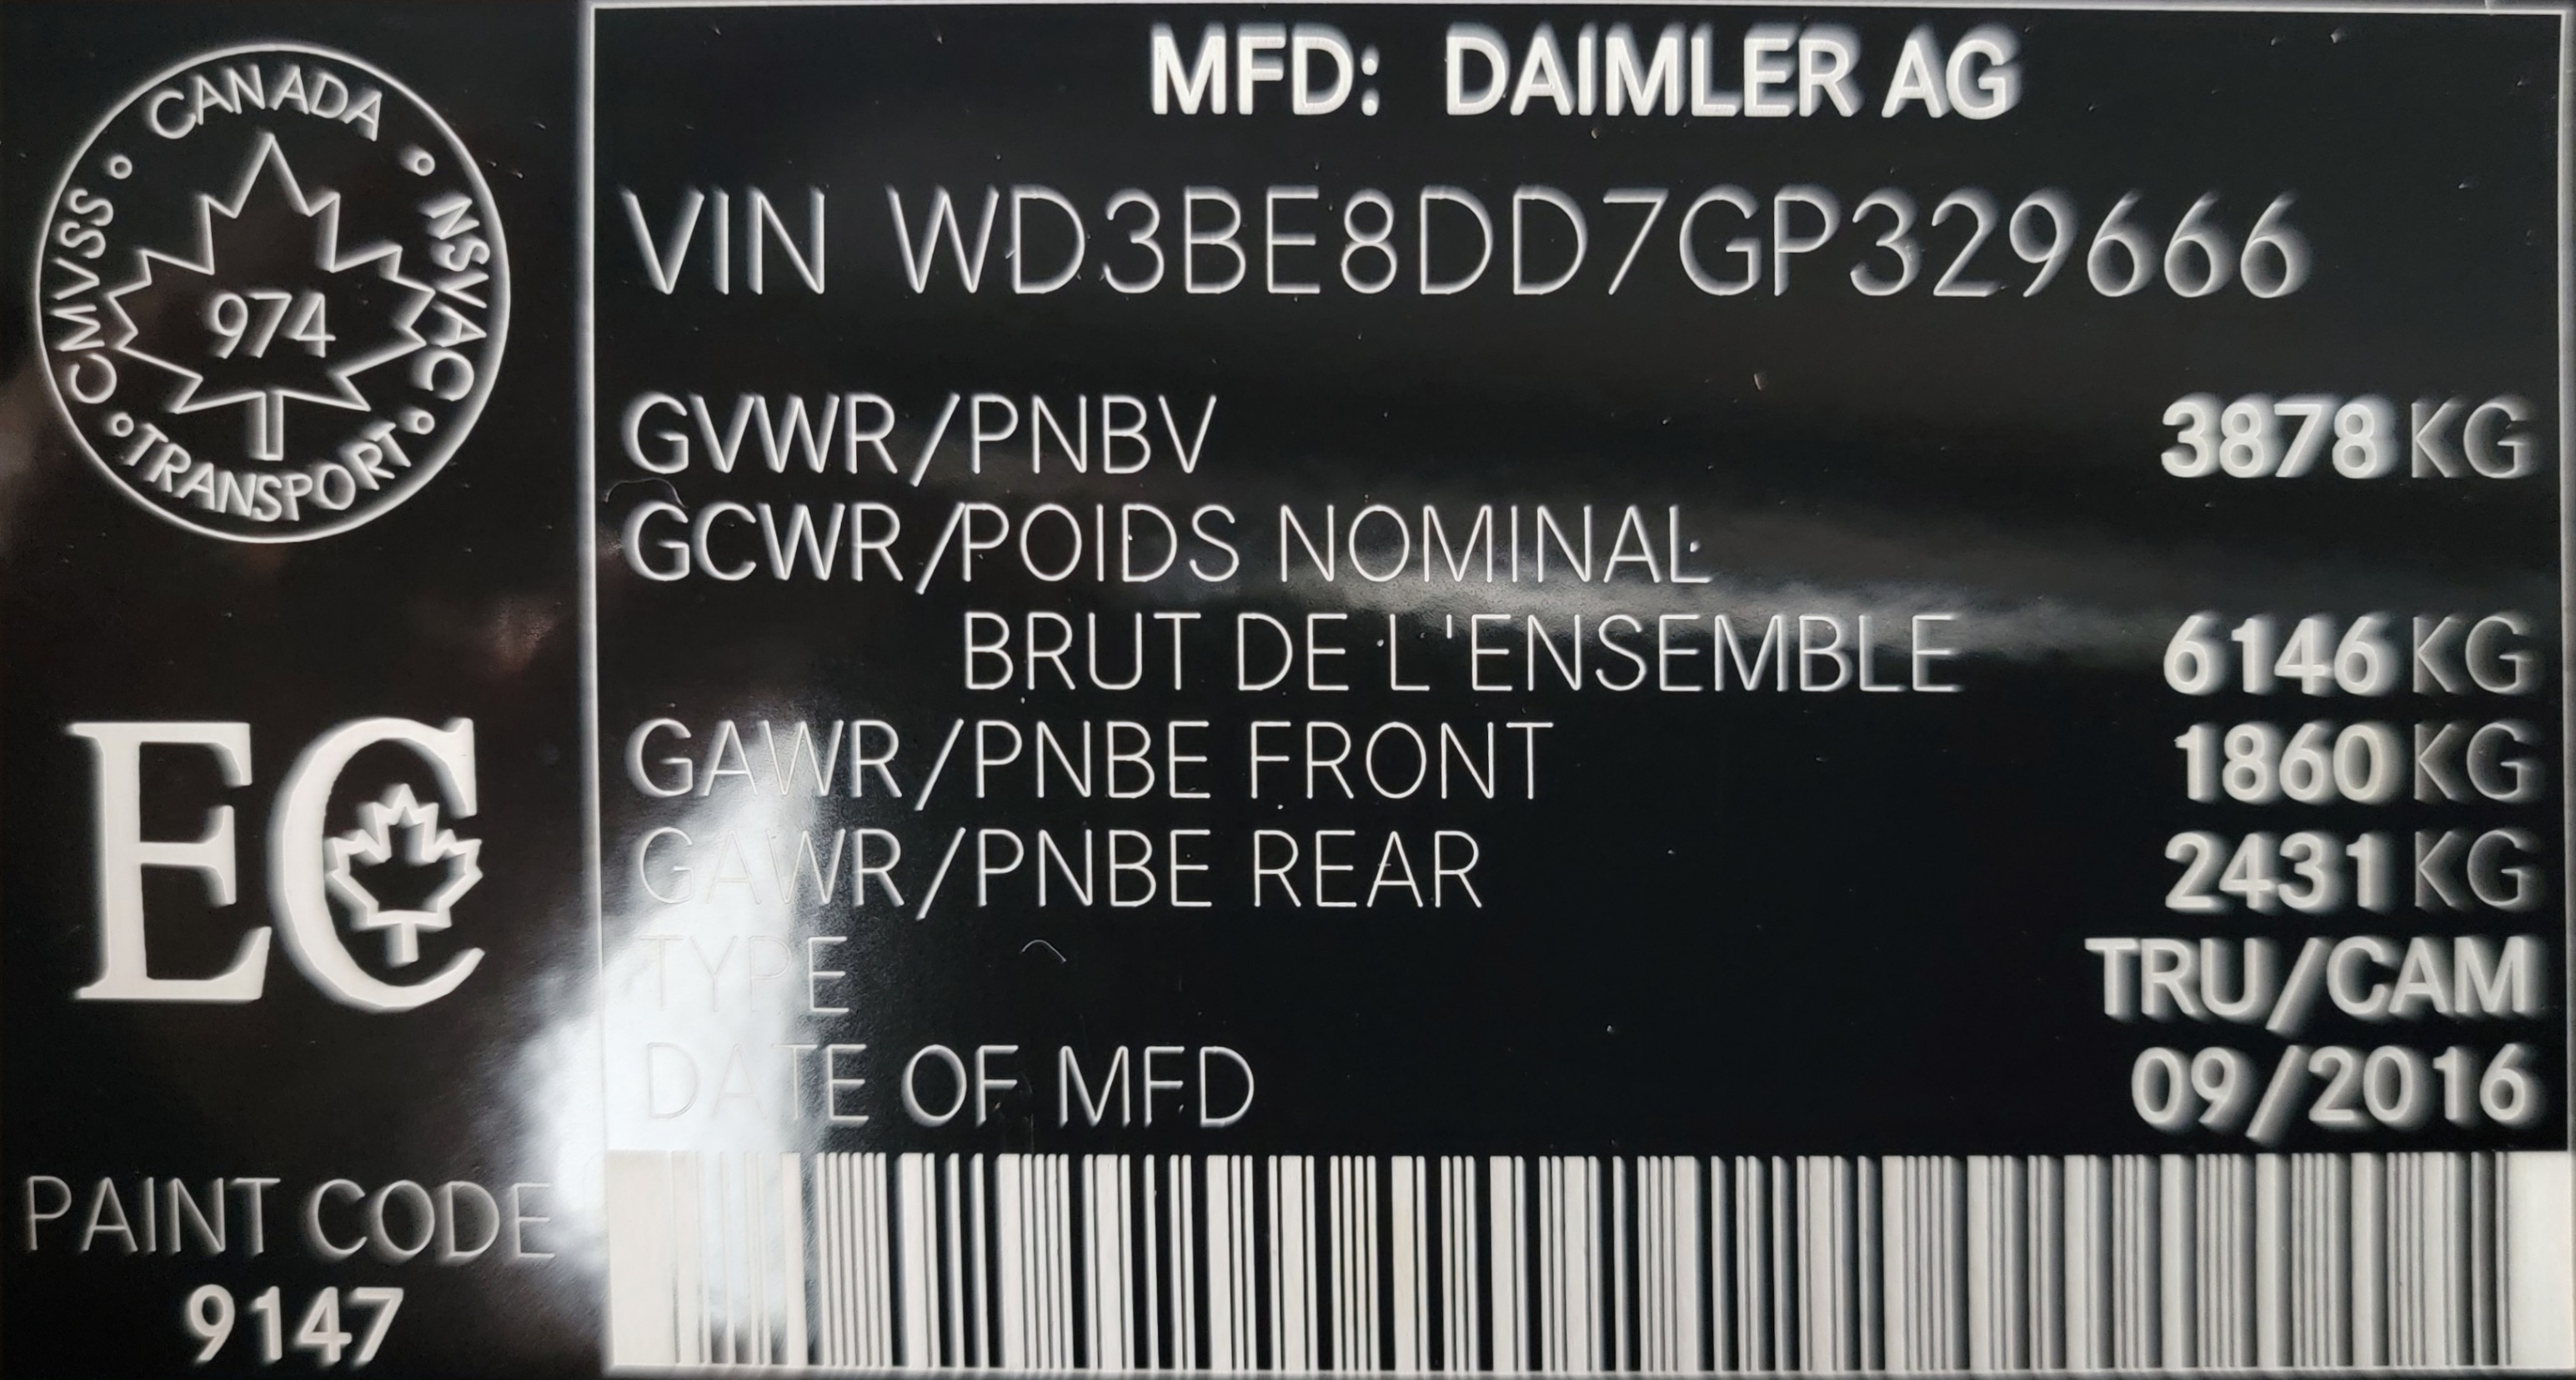 CANADA
CMVSS
NSVAC
974
TRANSPORT
EC
PAINT CODE
9147
MFD: DAIMLER AG
VIN WD3BE8DD7GP329666
GVWR/PNBV 3878 KG
GCWR/POIDS NOMINAL
BRUT DE L'ENSEMBLE 6146 KG
GAWR/PNBE FRONT 1860 KG
GAWR/PNBE REAR 2431 KG
TYPE TRU/CAM
DATE OF MFD 09/2016